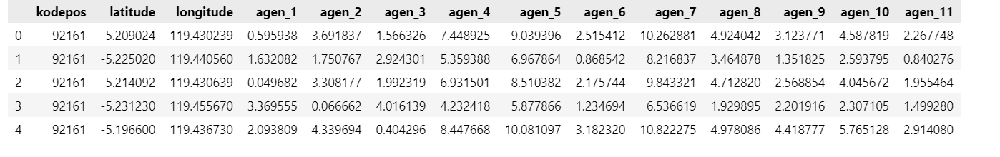 kodepos latitude longitude agen_1 agen_2 agen_3 agen_4 agen_5 agen_6 agen_7 agen_8 agen_9 agen_10 agen_11
0 92161 -5.209024 119.430239 0.595938 3.691837 1.566326 7.448925 9.039396 2.515412 10.262881 4.924042 3.123771 4.587819 2.267748
1 92161 -5.225020 119.440560 1.632082 1.750767 2.924301 5.359388 6.967864 0.868542 8.216837 3.464878 1.351825 2.593795 0.840276
2 92161 -5.214092 119.430639 0.049682 3.308177 1.992319 6.931501 8.510382 2.175744 9.843321 4.712820 2.568854 4.045672 1.955464
3 92161 -5.231230 119.455670 3.369555 0.066662 4.016139 4.232418 5.877866 1.234694 6.536619 1.929895 2.201916 2.307105 1.499280
4 92161 -5.196600 119.436730 2.093809 4.339694 0.404296 8.447668 10.081097 3.182320 10.822275 4.978086 4.418777 5.765128 2.914080